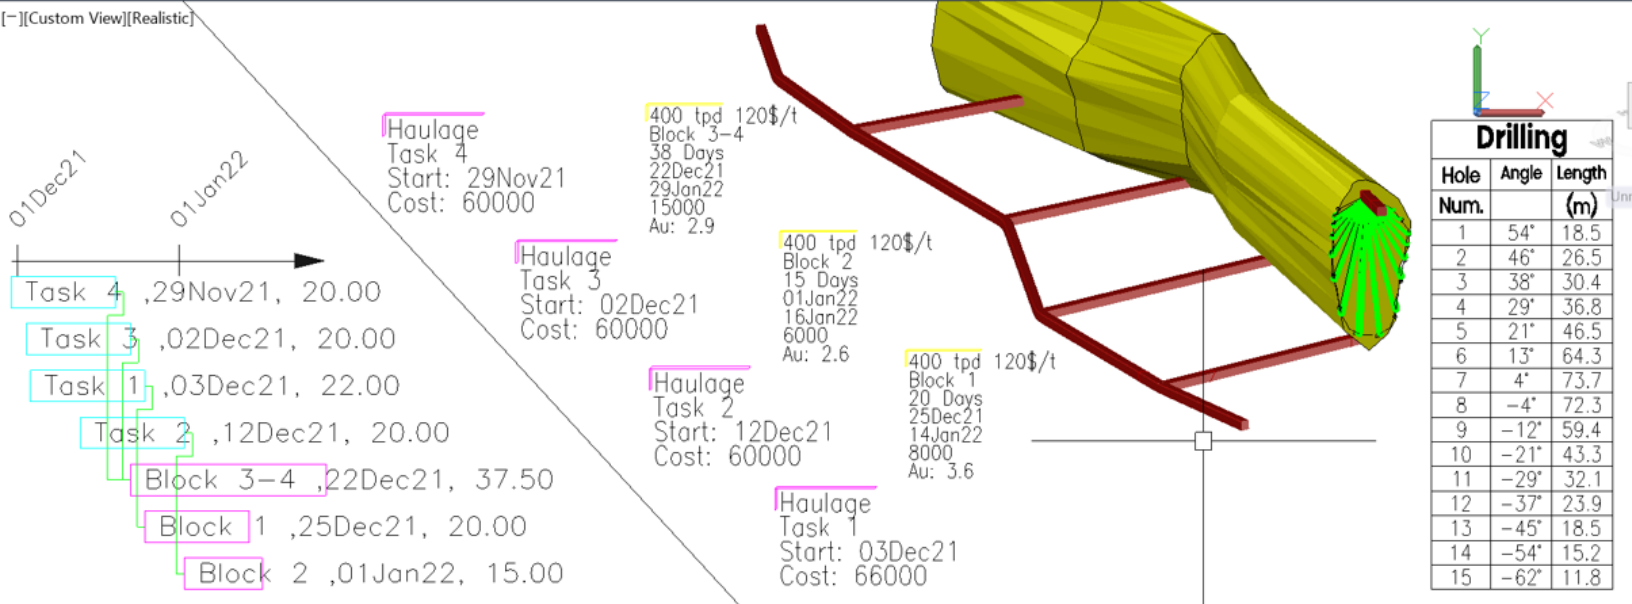 [−][Custom View][Realistic]
01Dec21
01Jan22
Task 4 ,29Nov21, 20.00
Task 3 ,02Dec21, 20.00
Task 1 ,03Dec21, 22.00
Task 2 ,12Dec21, 20.00
Block 3-4 ,22Dec21, 37.50
Block 1 ,25Dec21, 20.00
Block 2 ,01Jan22, 15.00
Haulage
Task 4
Start: 29Nov21
Cost: 60000
Haulage
Task 3
Start: 02Dec21
Cost: 60000
Haulage
Task 2
Start: 12Dec21
Cost: 60000
Haulage
Task 1
Start: 03Dec21
Cost: 66000
400 tpd 120$/t
Block 3-4
38 Days
22Dec21
29Jan22
15000
Au: 2.9
400 tpd 120$/t
Block 2
15 Days
01Jan22
16Jan22
6000
Au: 2.6
400 tpd 120$/t
Block 1
20 Days
25Dec21
14Jan22
8000
Au: 3.6
Y
Z
X
Drilling
Hole Angle Length
Num. (m)
1 54° 18.5
2 46° 26.5
3 38° 30.4
4 29° 36.8
5 21° 46.5
6 13° 64.3
7 4° 73.7
8 -4° 72.3
9 -12° 59.4
10 -21° 43.3
11 -29° 32.1
12 -37° 23.9
13 -45° 18.5
14 -54° 15.2
15 -62° 11.8